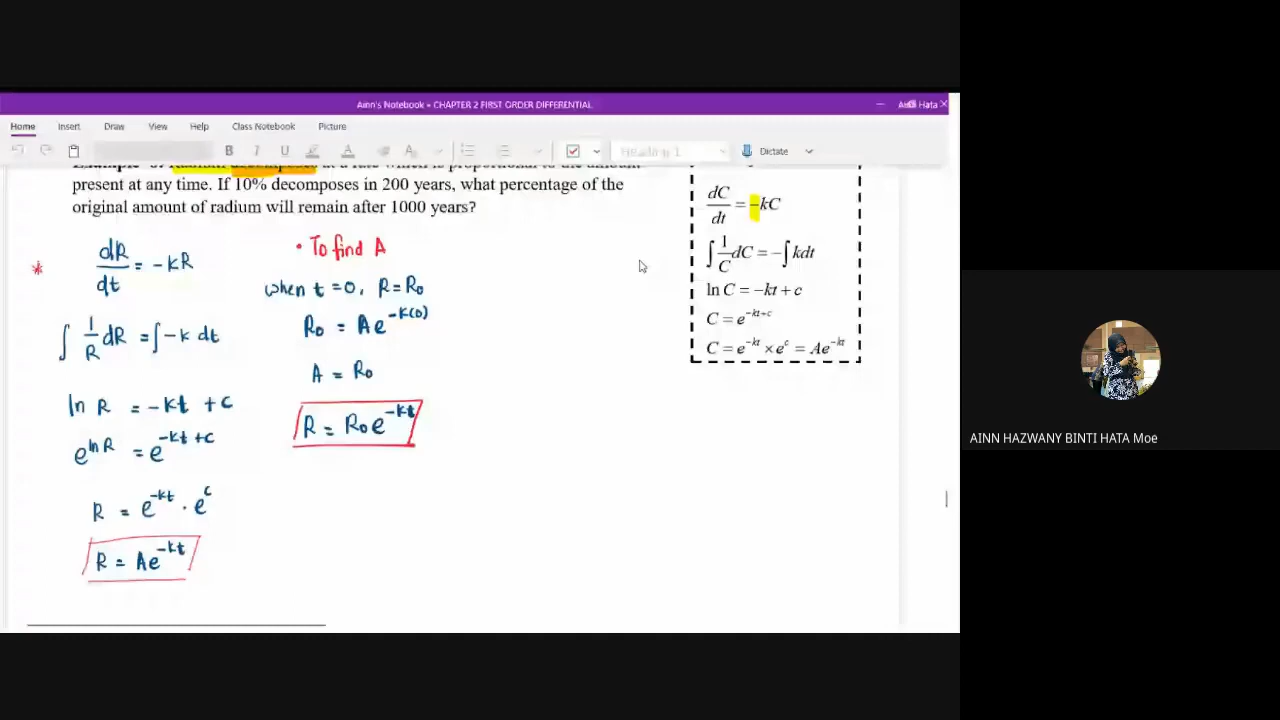 Ainn's Notebook » CHAPTER 2 FIRST ORDER DIFFERENTIAL
Hata
Home Insert Draw View Help Class Notebook Picture
B I U A Heading 1 Dictate
present at any time. If 10% decomposes in 200 years, what percentage of the
original amount of radium will remain after 1000 years?
* dR/dt = -kR
∫ 1/R dR = ∫ -k dt
ln R = -kt + c
e^{ln R} = e^{-kt + c}
R = e^{-kt} · e^c
R = Ae^{-kt}
• To find A
when t = 0, R = R₀
R₀ = Ae^{-k(0)}
A = R₀
R = R₀e^{-kt}
dC/dt = -kC
∫ 1/C dC = -∫ kdt
ln C = -kt + c
C = e^{-kt+c}
C = e^{-kt} × e^c = Ae^{-kt}
AINN HAZWANY BINTI HATA Moe